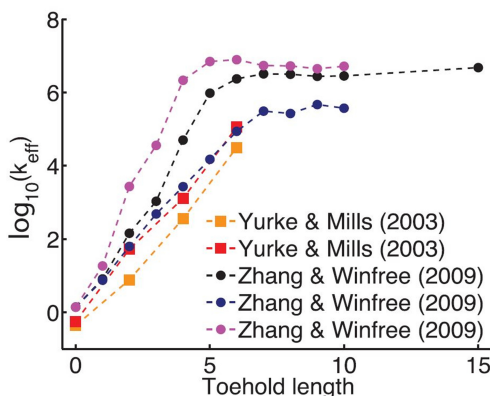 8
6
4
2
0
log10(keff)
Yurke & Mills (2003)
Yurke & Mills (2003)
Zhang & Winfree (2009)
Zhang & Winfree (2009)
Zhang & Winfree (2009)
0 5 10 15
Toehold length